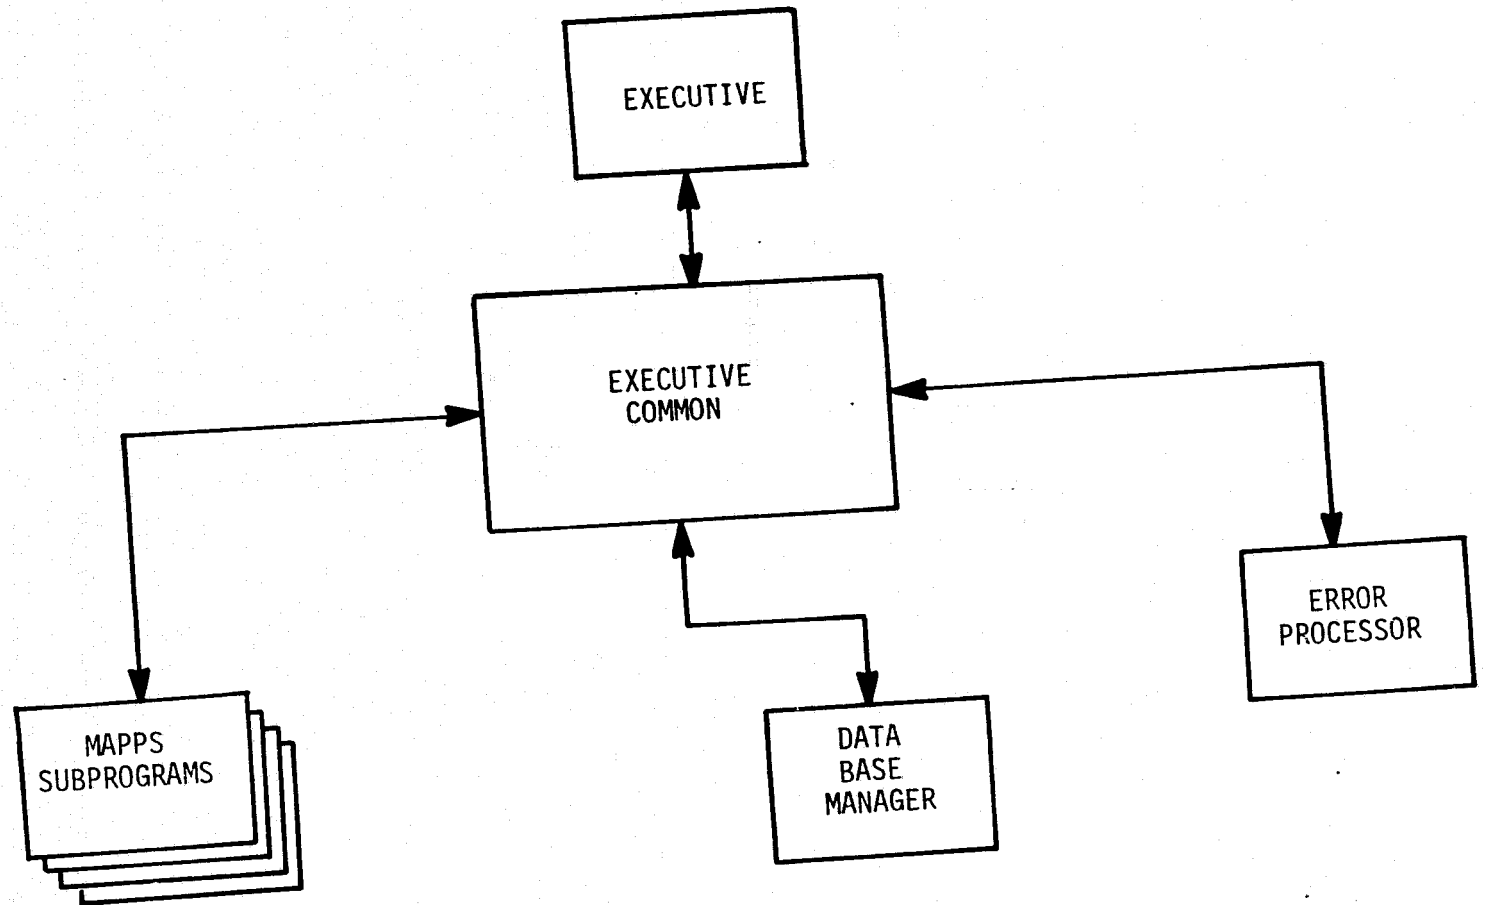 EXECUTIVE
EXECUTIVE
COMMON
ERROR
PROCESSOR
MAPPS
SUBPROGRAMS
DATA
BASE
MANAGER